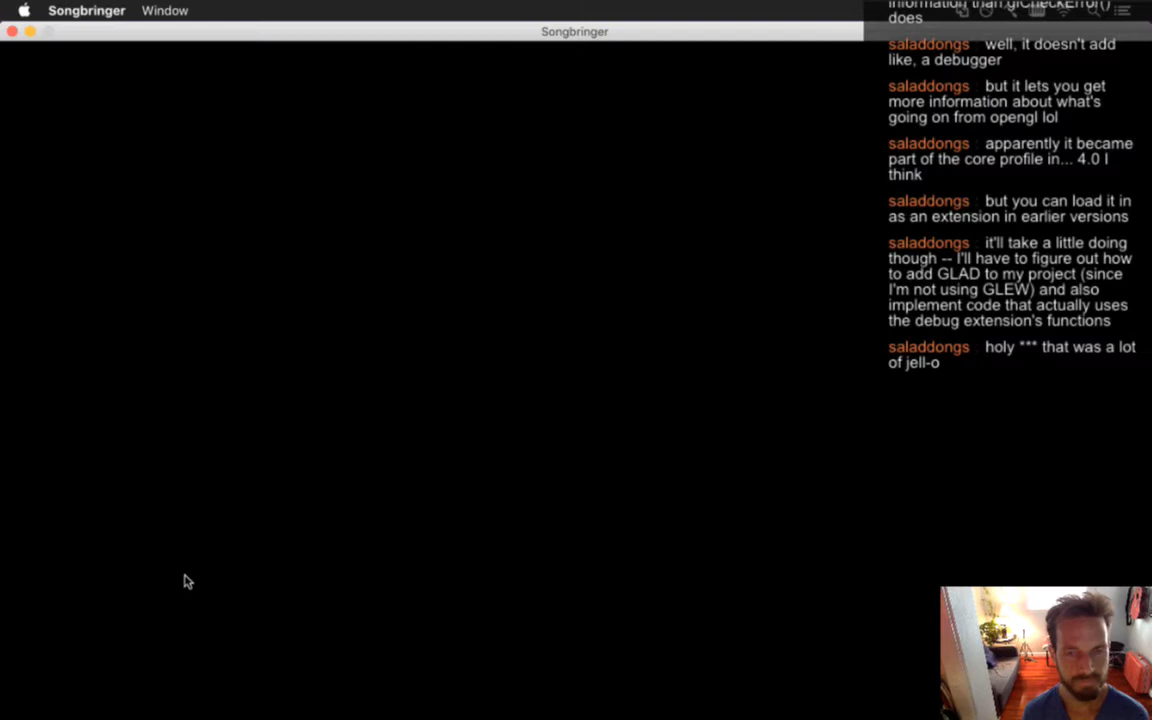 Songbringer Window
Songbringer
information than glCheckError()
does
saladdongs well, it doesn't add
like, a debugger
saladdongs but it lets you get
more information about what's
going on from opengl lol
saladdongs apparently it became
part of the core profile in... 4.0 I
think
saladdongs but you can load it in
as an extension in earlier versions
saladdongs it'll take a little doing
though -- I'll have to figure out how
to add GLAD to my project (since
I'm not using GLEW) and also
implement code that actually uses
the debug extension's functions
saladdongs holy *** that was a lot
of jell-o